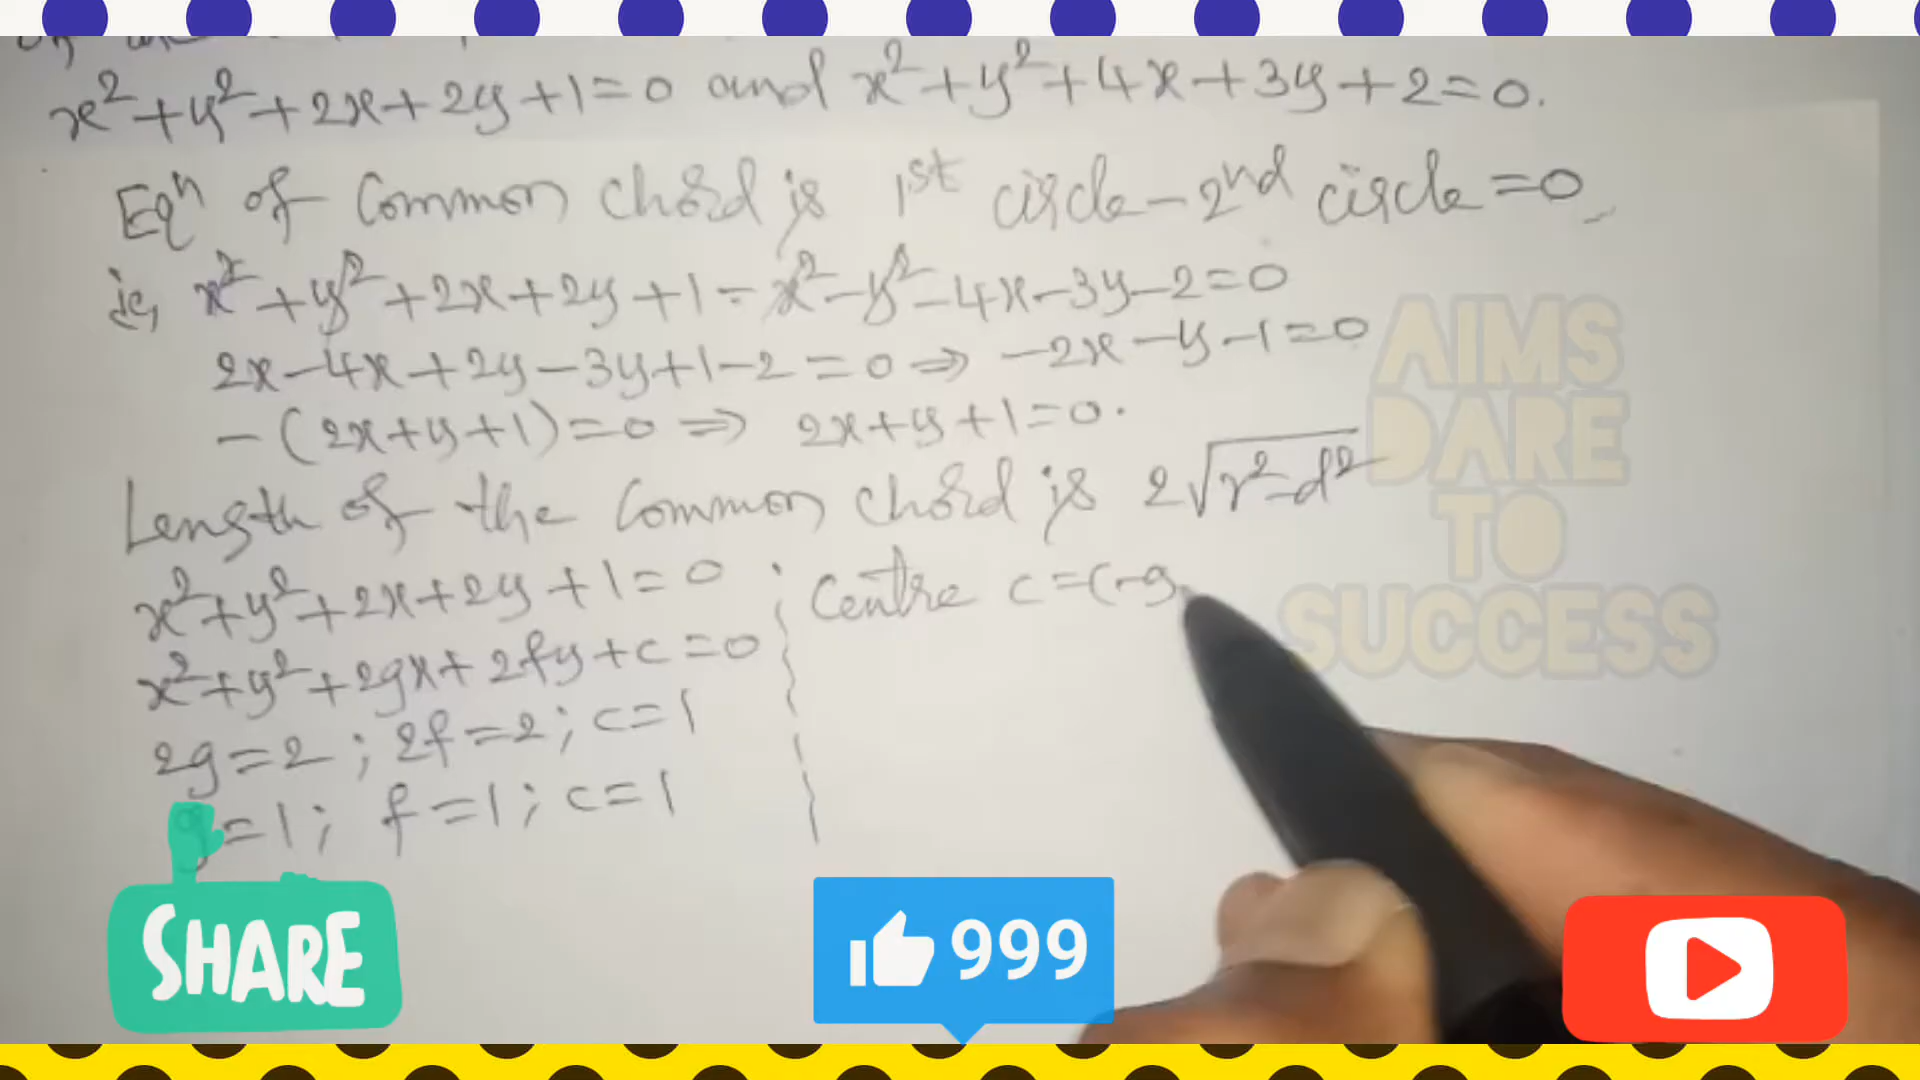 x²+y²+2x+2y+1=0 and x²+y²+4x+3y+2=0.
Eqⁿ of Common chord is 1st circle-2nd circle=0
ie, x²+y²+2x+2y+1-x²-y²-4x-3y-2=0
2x-4x+2y-3y+1-2=0⇒-2x-y-1=0
-(2x+y+1)=0⇒2x+y+1=0.
Length of the Common chord is 2√r²-d²
x²+y²+2x+2y+1=0 ; Centre c=(-g,
x²+y²+2gx+2fy+c=0
2g=2; 2f=2; c=1
g=1; f=1; c=1
AIMS
DARE
TO
SUCCESS
SHARE
999